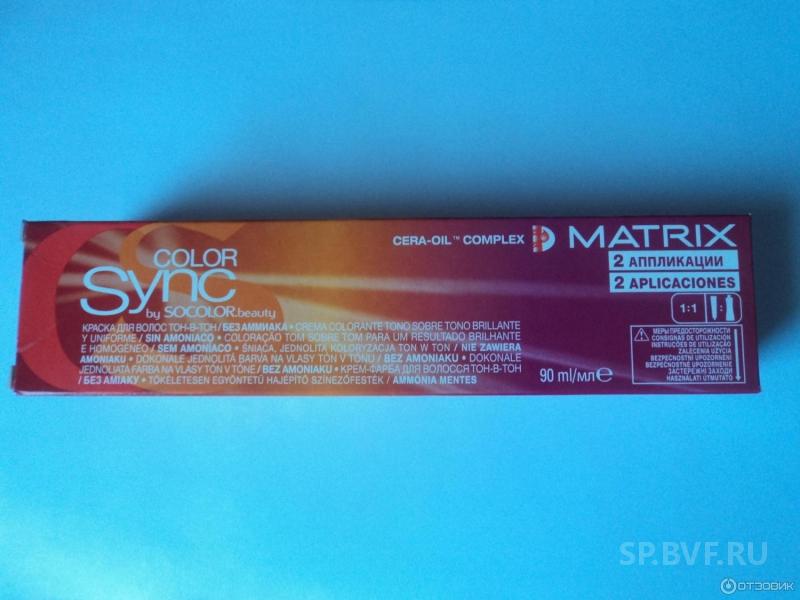 COLOR
Sync
by SOCOLOR.beauty
КРАСКА ДЛЯ ВОЛОС ТОН-В-ТОН / БЕЗ АММИАКА • CREMA COLORANTE TONO SOBRE TONO BRILLANTE
Y UNIFORME / SIN AMONIACO • COLORAÇÃO TOM SOBRE TOM PARA UM RESULTADO BRILHANTE
E HOMOGÉNEO / SEM AMONÍACO • ŚNIĄCA, JEDNOLITA KOLORYZACJA TON W TON / NIE ZAWIERA
AMONIAKU • DOKONALE JEDNOLITÁ BARVA NA VLASY TÓN V TÓNU / BEZ AMONIAKU • DOKONALE
JEDNOLIATA FARBA NA VLASY TÓN V TÓNE / BEZ AMONIAKU • КРЕМ-ФАРБА ДЛЯ ВОЛОССЯ ТОН-В-ТОН
/ БЕЗ АМІАКУ • TÖKÉLETESEN EGYÖNTETŰ HAJÉPÍTŐ SZÍNEZŐFESTÉK / AMMÓNIA MENTES
CERA-OIL™ COMPLEX
MATRIX
2 АППЛИКАЦИИ
2 APLICACIONES
1:1
90 ml/мл e
МЕРЫ ПРЕДОСТОРОЖНОСТИ
CONSIGNAS DE UTILIZACIÓN
INSTRUÇÕES DE UTILIZAÇÃO
ZALECENIA UŻYCIA
BEZPEČNOSTNÍ UPOZORNĚNÍ
BEZPEČNOSTNÉ UPOZORNENIE
ЗАСТЕРЕЖНІ ЗАХОДИ
HASZNÁLATI ÚTMUTATÓ
SP.BVF.RU
ОТЗОВИК